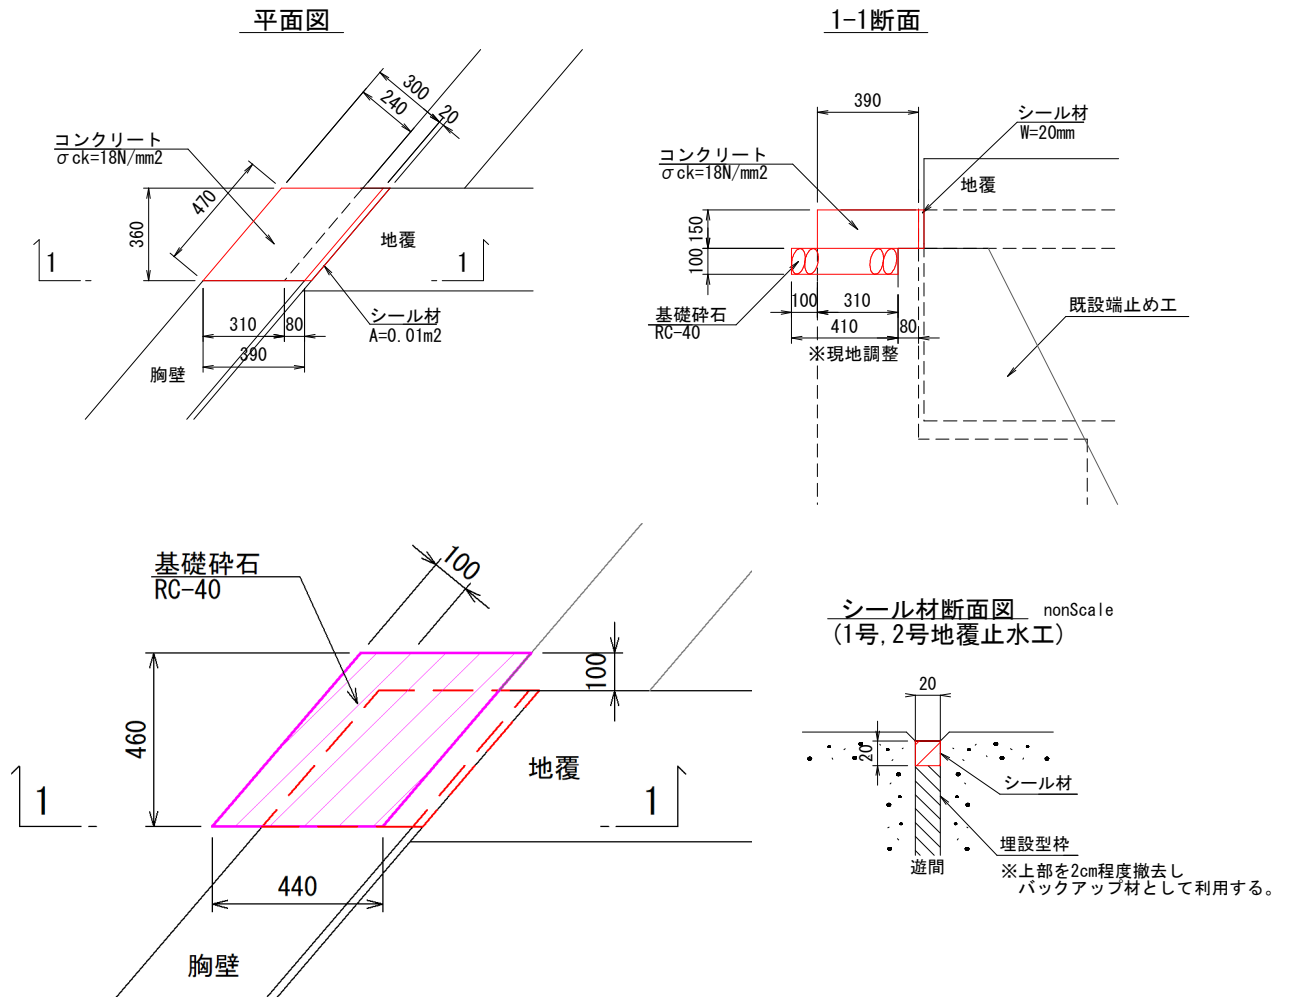 平面図
300
240
20
コンクリート
σck=18N/mm2
470
360
地覆
1
1
310
80
390
シール材
A=0.01m2
胸壁
1-1断面
390
シール材
W=20mm
コンクリート
σck=18N/mm2
地覆
150
100
基礎砕石
RC-40
100
310
410
80
※現地調整
既設端止め工
基礎砕石
RC-40
100
100
460
地覆
1
1
440
胸壁
シール材断面図 nonScale
(1号,2号地覆止水工)
20
20
シール材
埋設型枠
遊間
※上部を2cm程度撤去し
バックアップ材として利用する。